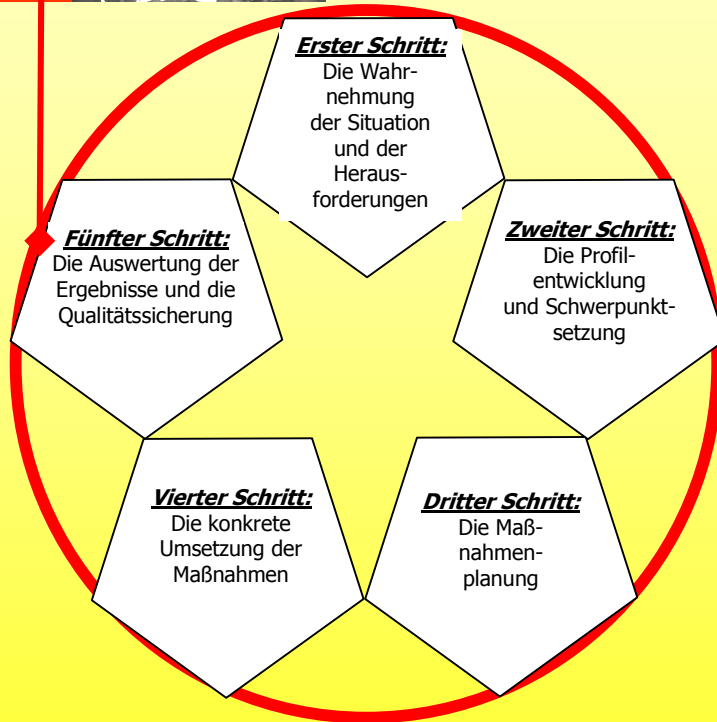 Erster Schritt:
Die Wahr-
nehmung
der Situation
und der
Heraus-
forderungen
Zweiter Schritt:
Die Profil-
entwicklung
und Schwerpunkt-
setzung
Dritter Schritt:
Die Maß-
nahmen-
planung
Vierter Schritt:
Die konkrete
Umsetzung der
Maßnahmen
Fünfter Schritt:
Die Auswertung der
Ergebnisse und die
Qualitätssicherung